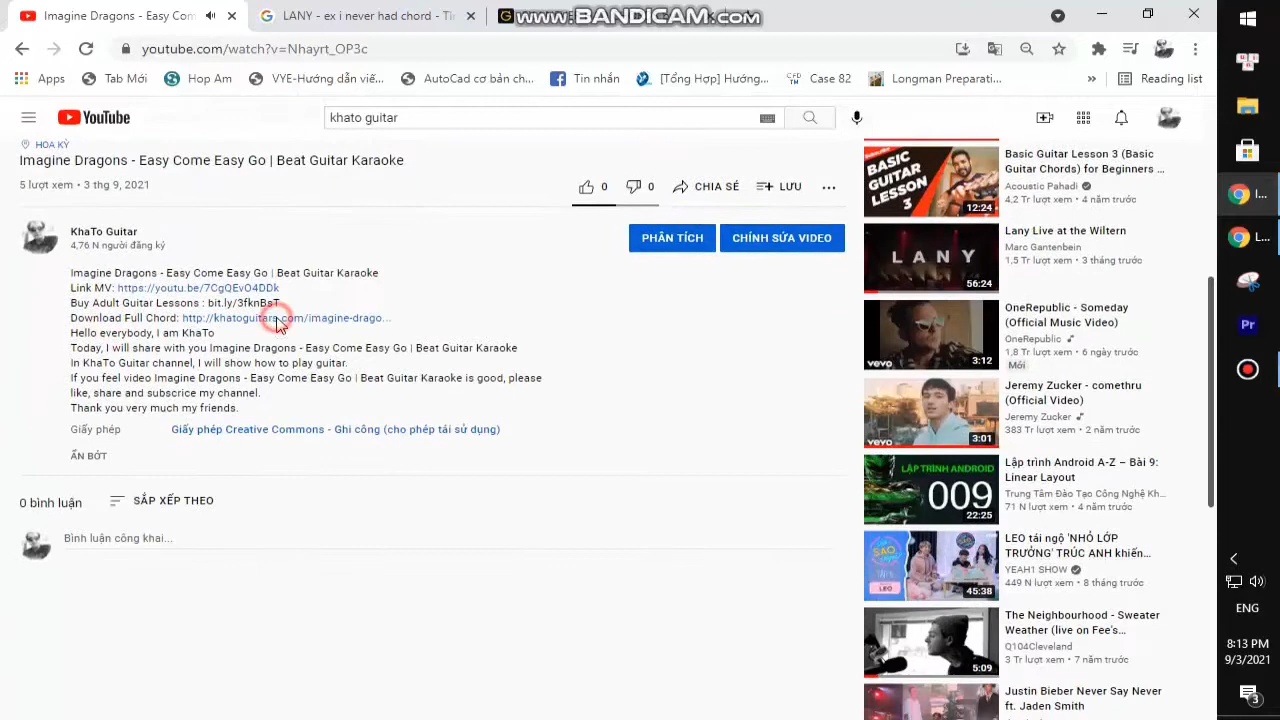 Imagine Dragons - Easy Come Ea
LANY - ex i never had chord - Th
www.BANDICAM.com
youtube.com/watch?v=Nhayrt_OP3c
Apps
Tab Mới
Hop Am
VYE-Hướng dẫn viế...
AutoCad cơ bản ch...
Tin nhắn
[Tổng Hợp] Hướng...
Case 82
Longman Preparati...
»
Reading list
YouTube
khato guitar
HOA KỲ
Imagine Dragons - Easy Come Easy Go | Beat Guitar Karaoke
5 lượt xem • 3 thg 9, 2021
0
0
CHIA SẺ
LƯU
KhaTo Guitar
4,76 N người đăng ký
PHÂN TÍCH
CHỈNH SỬA VIDEO
Imagine Dragons - Easy Come Easy Go | Beat Guitar Karaoke
Link MV: https://youtu.be/7CgQEvO4DDk
Buy Adult Guitar Lessons : bit.ly/3fknBsT
Download Full Chord: http://khatoguitars.com/imagine-drago...
Hello everybody, I am KhaTo
Today, I will share with you Imagine Dragons - Easy Come Easy Go | Beat Guitar Karaoke
In KhaTo Guitar channel, I will show how to play guitar.
If you feel video Imagine Dragons - Easy Come Easy Go | Beat Guitar Karaoke is good, please
like, share and subscrice my channel.
Thank you very much my friends.
Giấy phép
Giấy phép Creative Commons - Ghi công (cho phép tái sử dụng)
ẨN BỚT
0 bình luận
SẮP XẾP THEO
Bình luận công khai...
BASIC
GUITAR
LESSON
3
12:24
Basic Guitar Lesson 3 (Basic
Guitar Chords) for Beginners ...
Acoustic Pahadi
4,2 Tr lượt xem • 4 năm trước
LANY
56:24
Lany Live at the Wiltern
Marc Gantenbein
1,5 Tr lượt xem • 3 tháng trước
vevo
3:12
OneRepublic - Someday
(Official Music Video)
OneRepublic
1,8 Tr lượt xem • 6 ngày trước
Mới
vevo
3:01
Jeremy Zucker - comethru
(Official Video)
Jeremy Zucker
383 Tr lượt xem • 2 năm trước
LẬP TRÌNH ANDROID
009
22:25
Lập trình Android A-Z – Bài 9:
Linear Layout
Trung Tâm Đào Tạo Công Nghệ Kh...
71 N lượt xem • 4 năm trước
SAO
LEO
45:38
LEO tái ngộ 'NHỎ LỚP
TRƯỞNG' TRÚC ANH khiến...
YEAH1 SHOW
449 N lượt xem • 8 tháng trước
5:09
The Neighbourhood - Sweater
Weather (live on Fee's...
Q104Cleveland
3 Tr lượt xem • 7 năm trước
Justin Bieber Never Say Never
ft. Jaden Smith
I...
L...
Pr
ENG
8:13 PM
9/3/2021
3